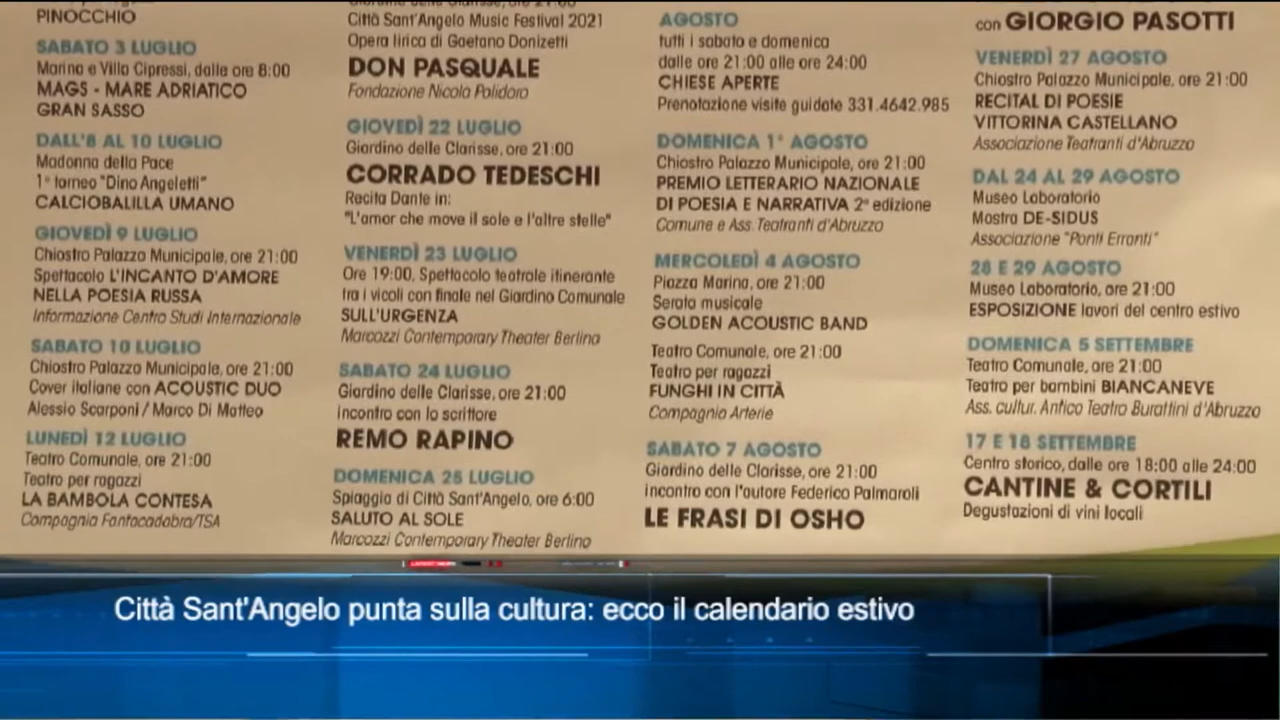 PINOCCHIO
SABATO 3 LUGLIO
Marina e Villa Cipressi, dalle ore 8:00
MAGS - MARE ADRIATICO
GRAN SASSO
DALL'8 AL 10 LUGLIO
Madonna della Pace
1° torneo "Dino Angeletti"
CALCIOBALILLA UMANO
GIOVEDÌ 9 LUGLIO
Chiostro Palazzo Municipale, ore 21:00
Spettacolo L'INCANTO D'AMORE
NELLA POESIA RUSSA
Informazione Centro Studi Internazionale
SABATO 10 LUGLIO
Chiostro Palazzo Municipale, ore 21:00
Cover italiane con ACOUSTIC DUO
Alessio Scarponi / Marco Di Matteo
LUNEDÌ 12 LUGLIO
Teatro Comunale, ore 21:00
Teatro per ragazzi
LA BAMBOLA CONTESA
Compagnia Fantacadabra/TSA
Giardino delle Clarisse, ore 21:00
Città Sant'Angelo Music Festival 2021
Opera lirica di Gaetano Donizetti
DON PASQUALE
Fondazione Nicola Polidoro
GIOVEDÌ 22 LUGLIO
Giardino delle Clarisse, ore 21:00
CORRADO TEDESCHI
Recita Dante in:
"L'amor che move il sole e l'altre stelle"
VENERDÌ 23 LUGLIO
Ore 19:00, Spettacolo teatrale itinerante
tra i vicoli con finale nel Giardino Comunale
SULL'URGENZA
Marcozzi Contemporary Theater Berlino
SABATO 24 LUGLIO
Giardino delle Clarisse, ore 21:00
incontro con lo scrittore
REMO RAPINO
DOMENICA 25 LUGLIO
Spiaggia di Città Sant'Angelo, ore 6:00
SALUTO AL SOLE
Marcozzi Contemporary Theater Berlino
AGOSTO
tutti i sabato e domenica
dalle ore 21:00 alle ore 24:00
CHIESE APERTE
Prenotazione visite guidate 331.4642.985
DOMENICA 1° AGOSTO
Chiostro Palazzo Municipale, ore 21:00
PREMIO LETTERARIO NAZIONALE
DI POESIA E NARRATIVA 2ª edizione
Comune e Ass. Teatranti d'Abruzzo
MERCOLEDÌ 4 AGOSTO
Piazza Marina, ore 21:00
Serata musicale
GOLDEN ACOUSTIC BAND
Teatro Comunale, ore 21:00
Teatro per ragazzi
FUNGHI IN CITTÀ
Compagnia Arterie
SABATO 7 AGOSTO
Giardino delle Clarisse, ore 21:00
incontro con l'autore Federico Palmaroli
LE FRASI DI OSHO
con GIORGIO PASOTTI
VENERDÌ 27 AGOSTO
Chiostro Palazzo Municipale, ore 21:00
RECITAL DI POESIE
VITTORINA CASTELLANO
Associazione Teatranti d'Abruzzo
DAL 24 AL 29 AGOSTO
Museo Laboratorio
Mostra DE-SIDUS
Associazione "Ponti Erranti"
28 E 29 AGOSTO
Museo Laboratorio, ore 21:00
ESPOSIZIONE lavori del centro estivo
DOMENICA 5 SETTEMBRE
Teatro Comunale, ore 21:00
Teatro per bambini BIANCANEVE
Ass. cultur. Antico Teatro Burattini d'Abruzzo
17 E 18 SETTEMBRE
Centro storico, dalle ore 18:00 alle 24:00
CANTINE & CORTILI
Degustazioni di vini locali
Città Sant'Angelo punta sulla cultura: ecco il calendario estivo